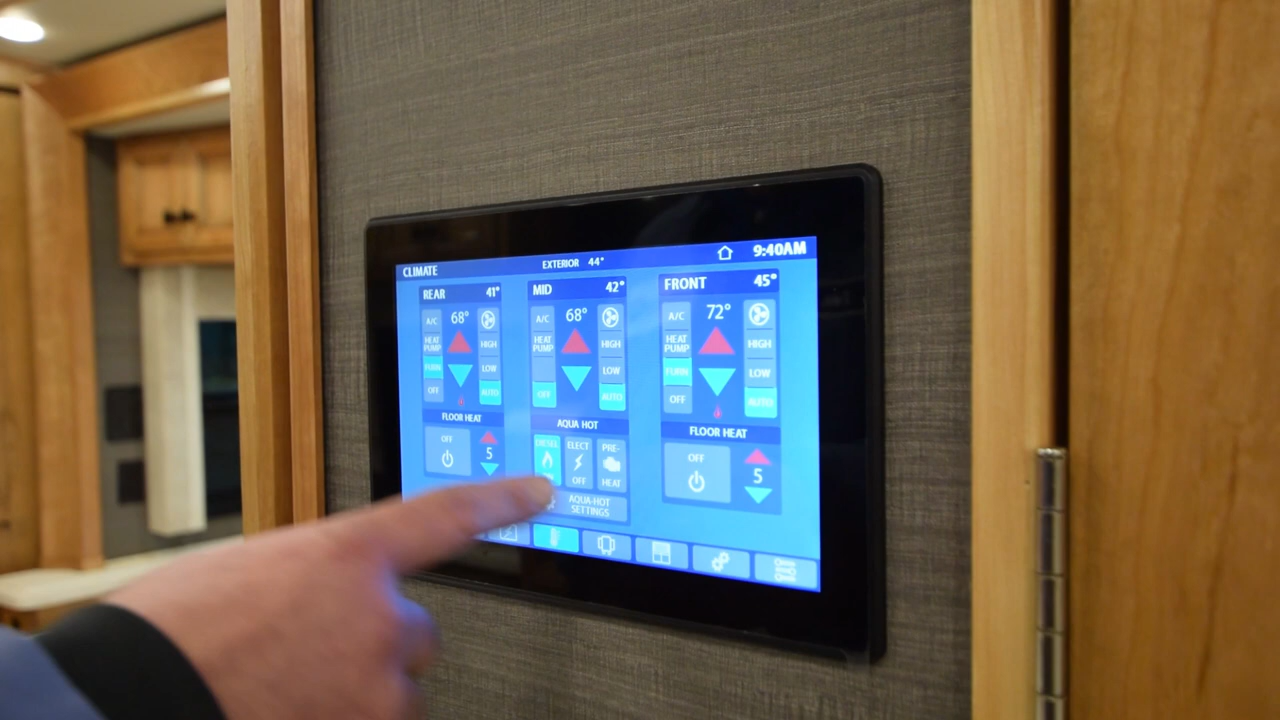 CLIMATE EXTERIOR 44° 9:40AM
REAR 41°
68°
A/C
HEAT PUMP
HIGH
FURN
LOW
OFF
AUTO
FLOOR HEAT
OFF
5
MID 42°
68°
A/C
HEAT PUMP
HIGH
LOW
OFF
AUTO
AQUA HOT
DIESEL
ELECT
OFF
PRE-
HEAT
AQUA-HOT
SETTINGS
FRONT 45°
72°
A/C
HEAT PUMP
HIGH
FURN
LOW
OFF
AUTO
FLOOR HEAT
OFF
5